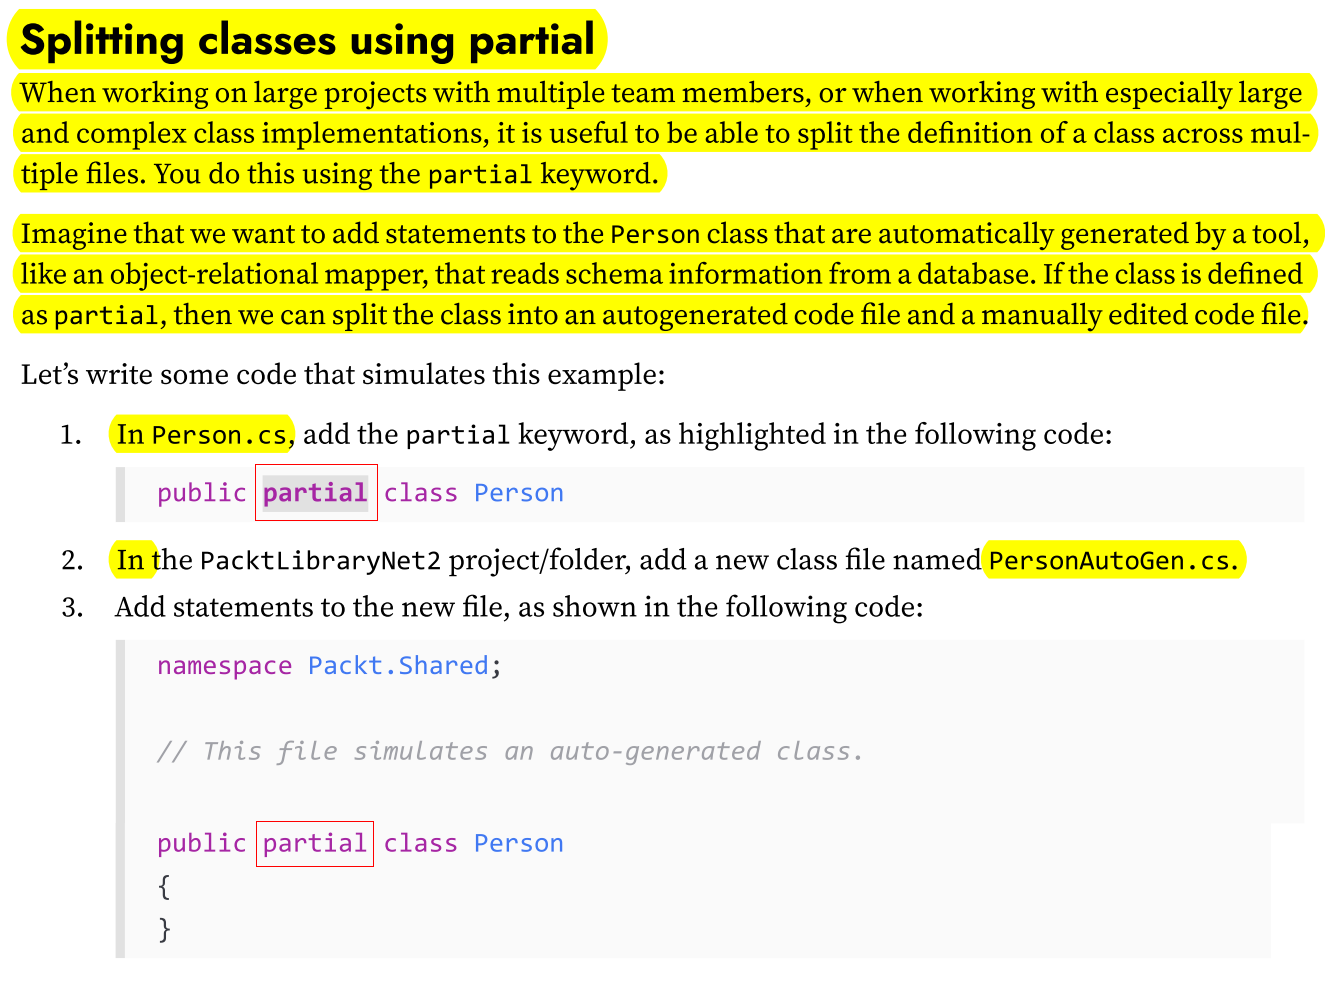 Splitting classes using partial
When working on large projects with multiple team members, or when working with especially large
and complex class implementations, it is useful to be able to split the definition of a class across mul-
tiple files. You do this using the partial keyword.
Imagine that we want to add statements to the Person class that are automatically generated by a tool,
like an object-relational mapper, that reads schema information from a database. If the class is defined
as partial, then we can split the class into an autogenerated code file and a manually edited code file.
Let’s write some code that simulates this example:
1. In Person.cs, add the partial keyword, as highlighted in the following code:
public partial class Person
2. In the PacktLibraryNet2 project/folder, add a new class file named PersonAutoGen.cs.
3. Add statements to the new file, as shown in the following code:
namespace Packt.Shared;
// This file simulates an auto-generated class.
public partial class Person
{
}